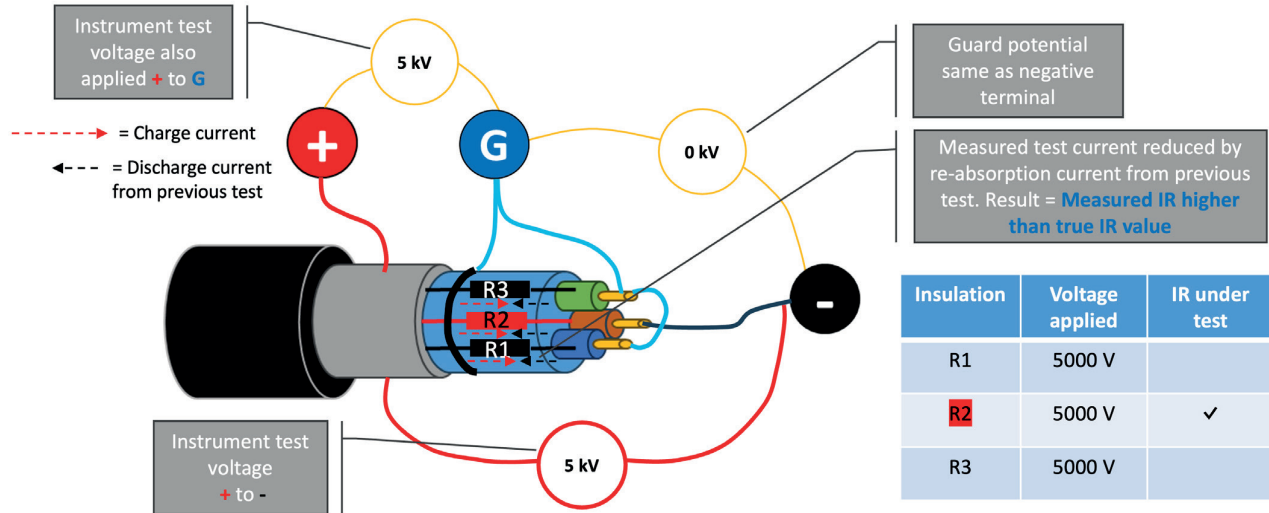 Instrument test
voltage also
applied + to G
5 kV
Guard potential
same as negative
terminal
= Charge current
= Discharge current
from previous test
+
G
0 kV
Measured test current reduced by
re-absorption current from previous
test. Result = Measured IR higher
than true IR value
R3
R2
R1
-
Instrument test
voltage
+ to -
5 kV
Insulation Voltage applied IR under test
R1 5000 V
R2 5000 V ✓
R3 5000 V